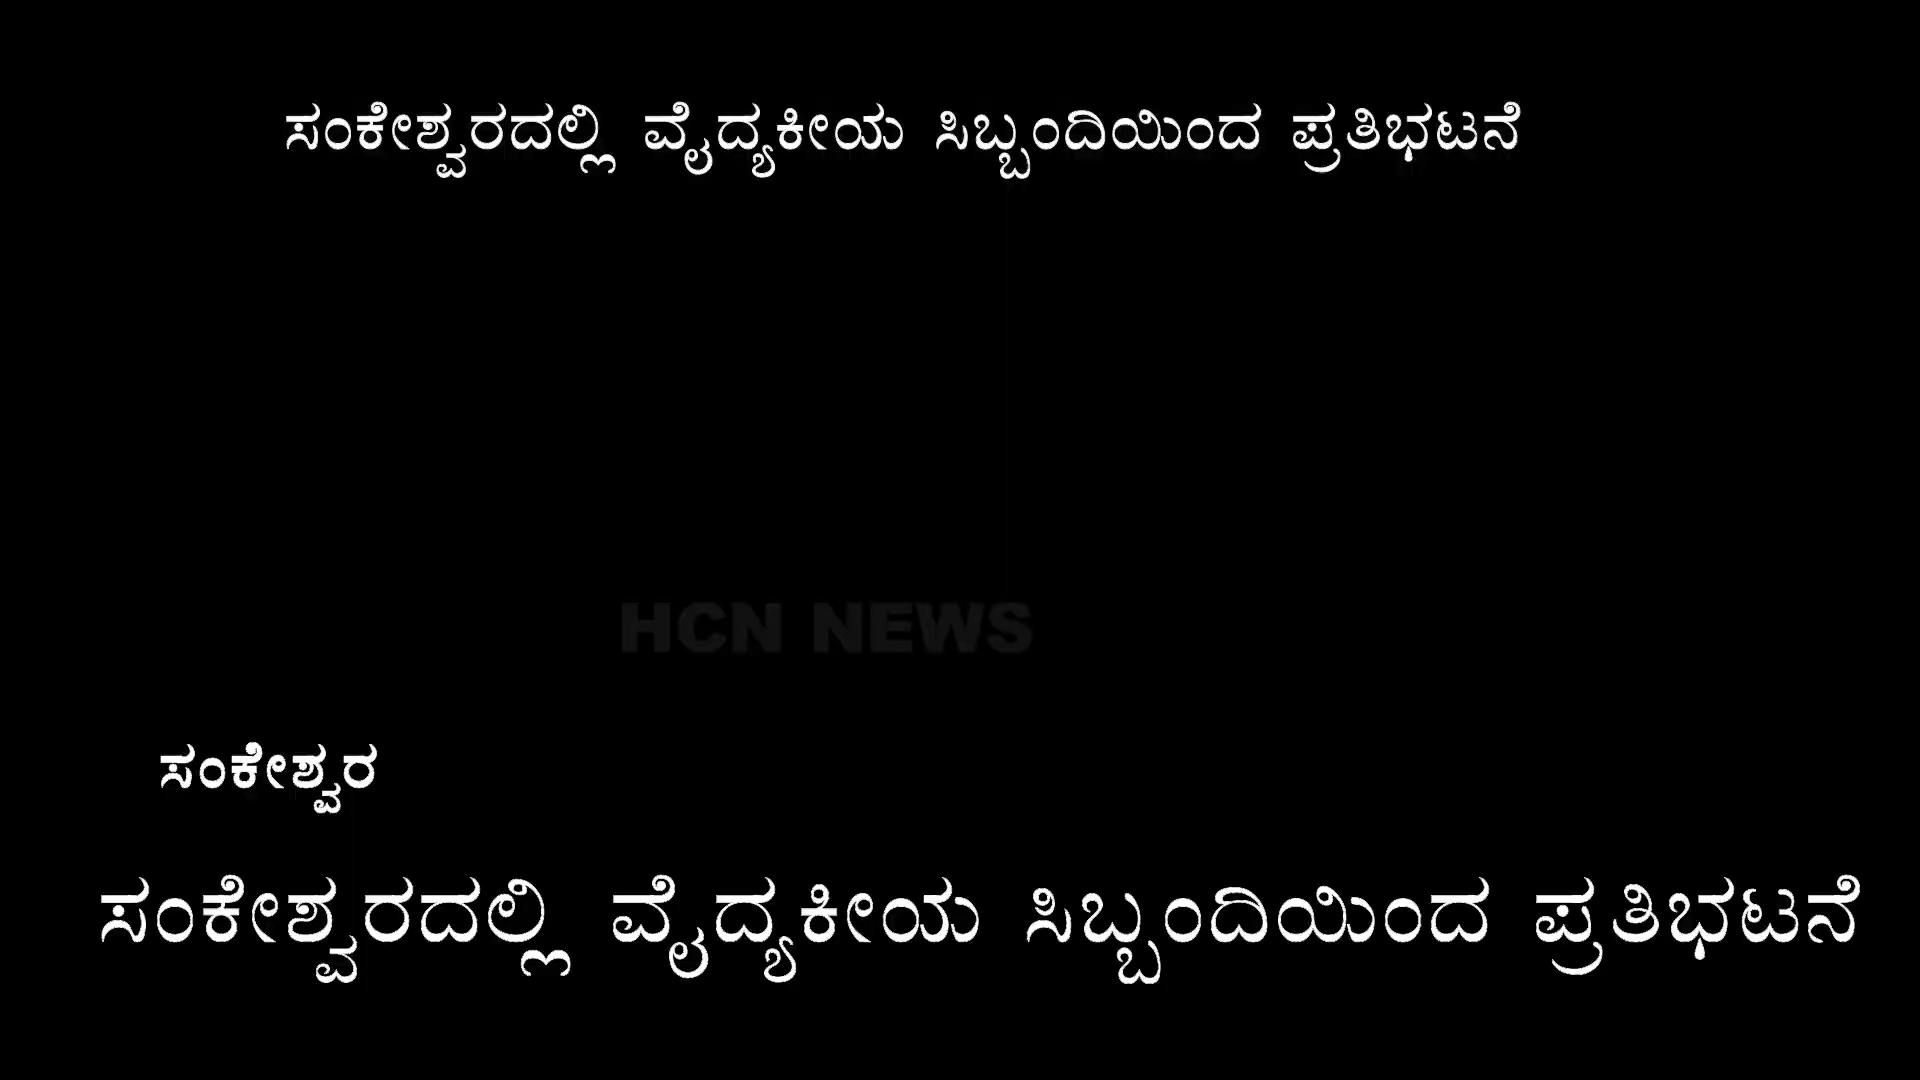 ಸಂಕೇಶ್ವರದಲ್ಲಿ ವೈದ್ಯಕೀಯ ಸಿಬ್ಬಂದಿಯಿಂದ ಪ್ರತಿಭಟನೆ
HCN NEWS
ಸಂಕೇಶ್ವರ
ಸಂಕೇಶ್ವರದಲ್ಲಿ ವೈದ್ಯಕೀಯ ಸಿಬ್ಬಂದಿಯಿಂದ ಪ್ರತಿಭಟನೆ